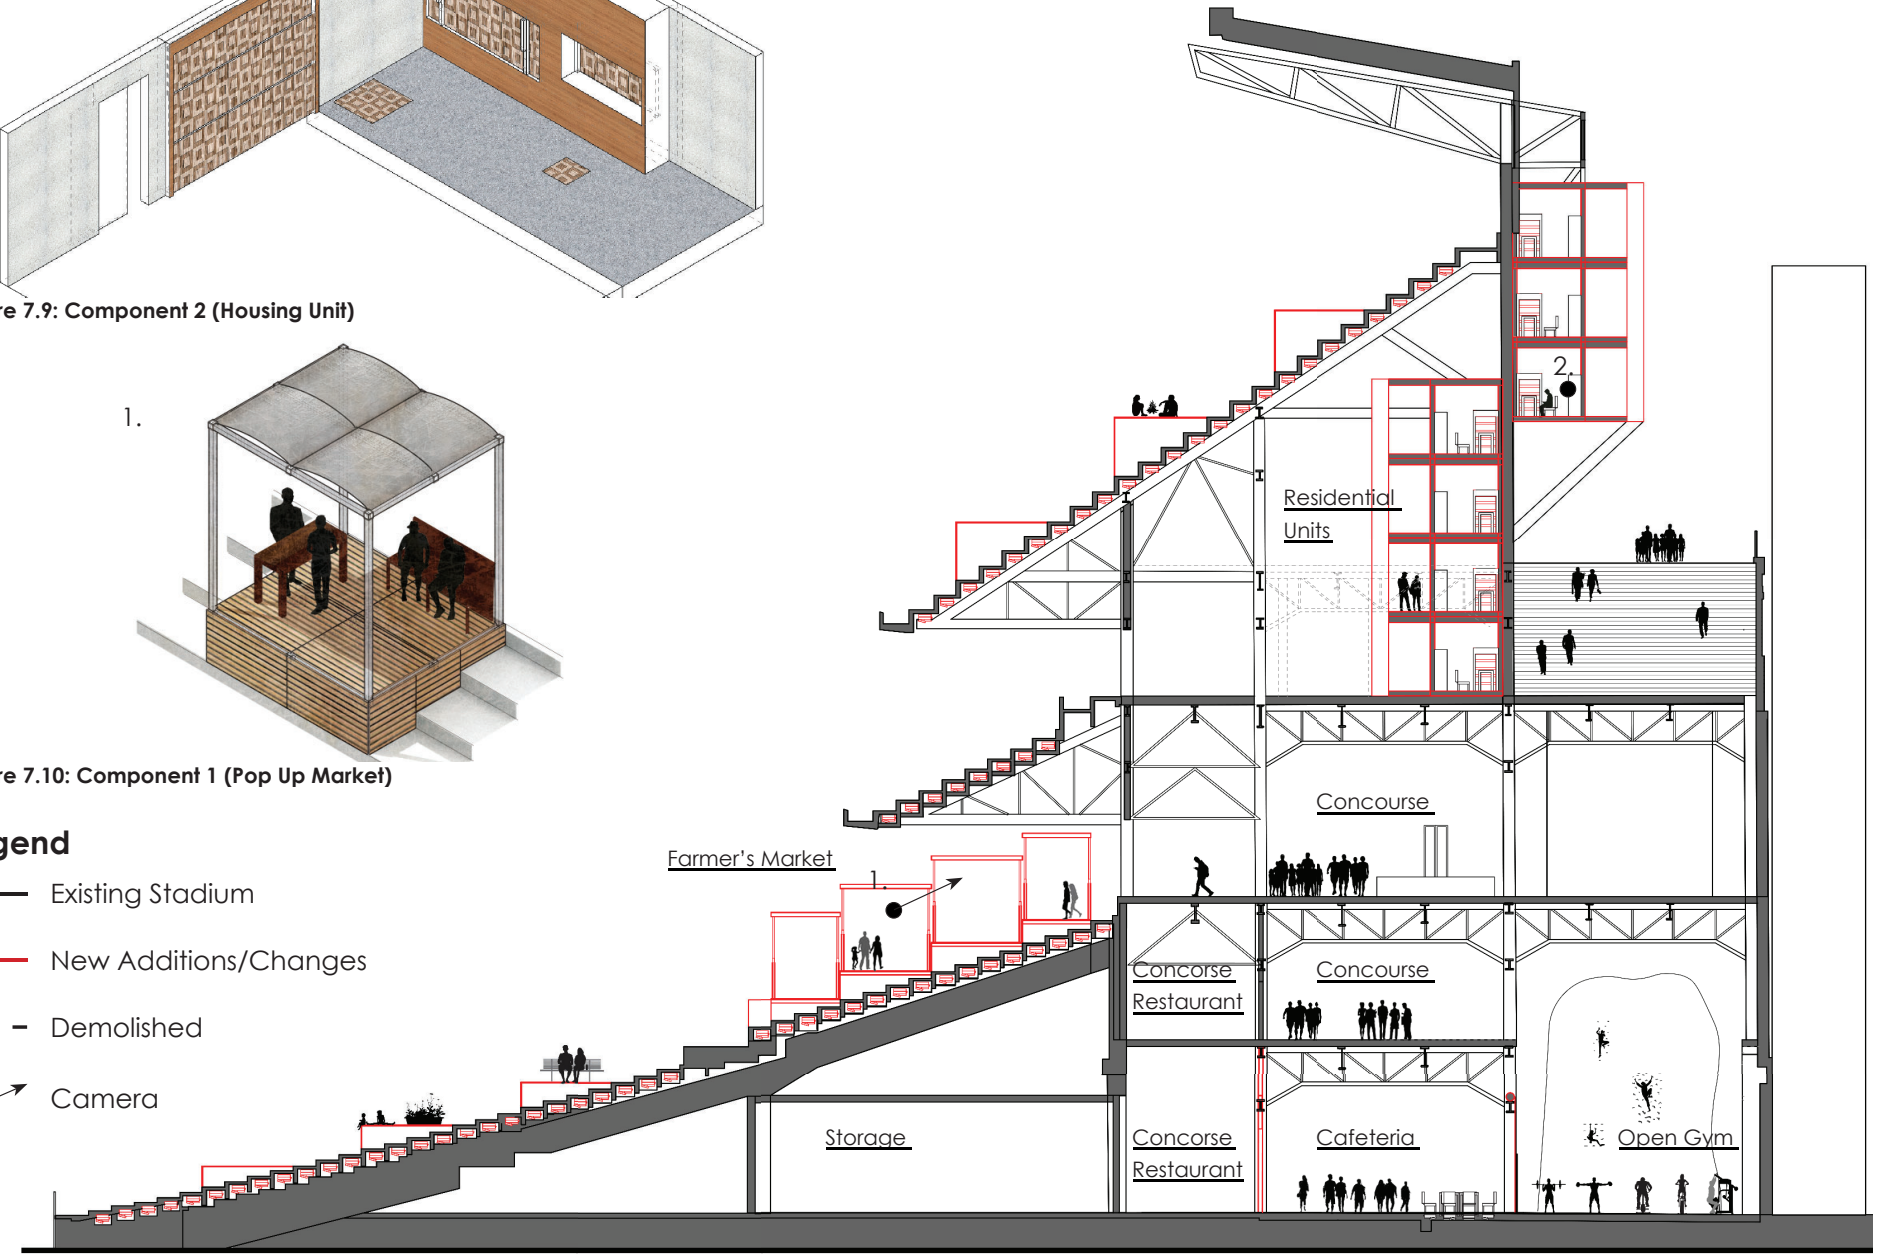 re 7.9: Component 2 (Housing Unit)
1.
re 7.10: Component 1 (Pop Up Market)
gend
Existing Stadium
New Additions/Changes
Demolished
Camera
2.
Residential
Units
Concourse
Farmer's Market
1.
Concorse
Restaurant
Concourse
Storage
Concorse
Restaurant
Cafeteria
Open Gym